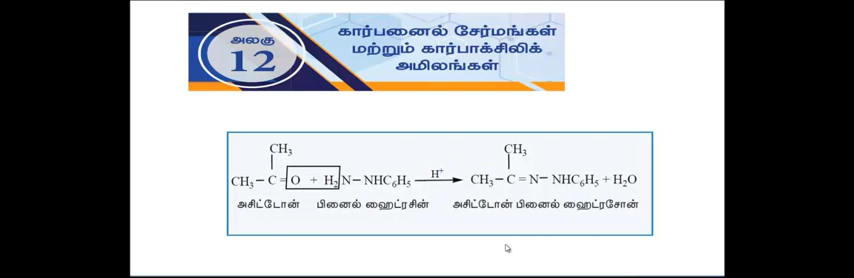 அலகு
12
கார்பனைல் சேர்மங்கள்
மற்றும் கார்பாக்சிலிக்
அமிலங்கள்
CH₃ CH₃
CH₃ – C = O + H₂N – NHC₆H₅ H⁺ → CH₃ – C = N – NHC₆H₅ + H₂O
அசிட்டோன் பினைல் ஹைட்ரசின் அசிட்டோன் பினைல் ஹைட்ரசோன்